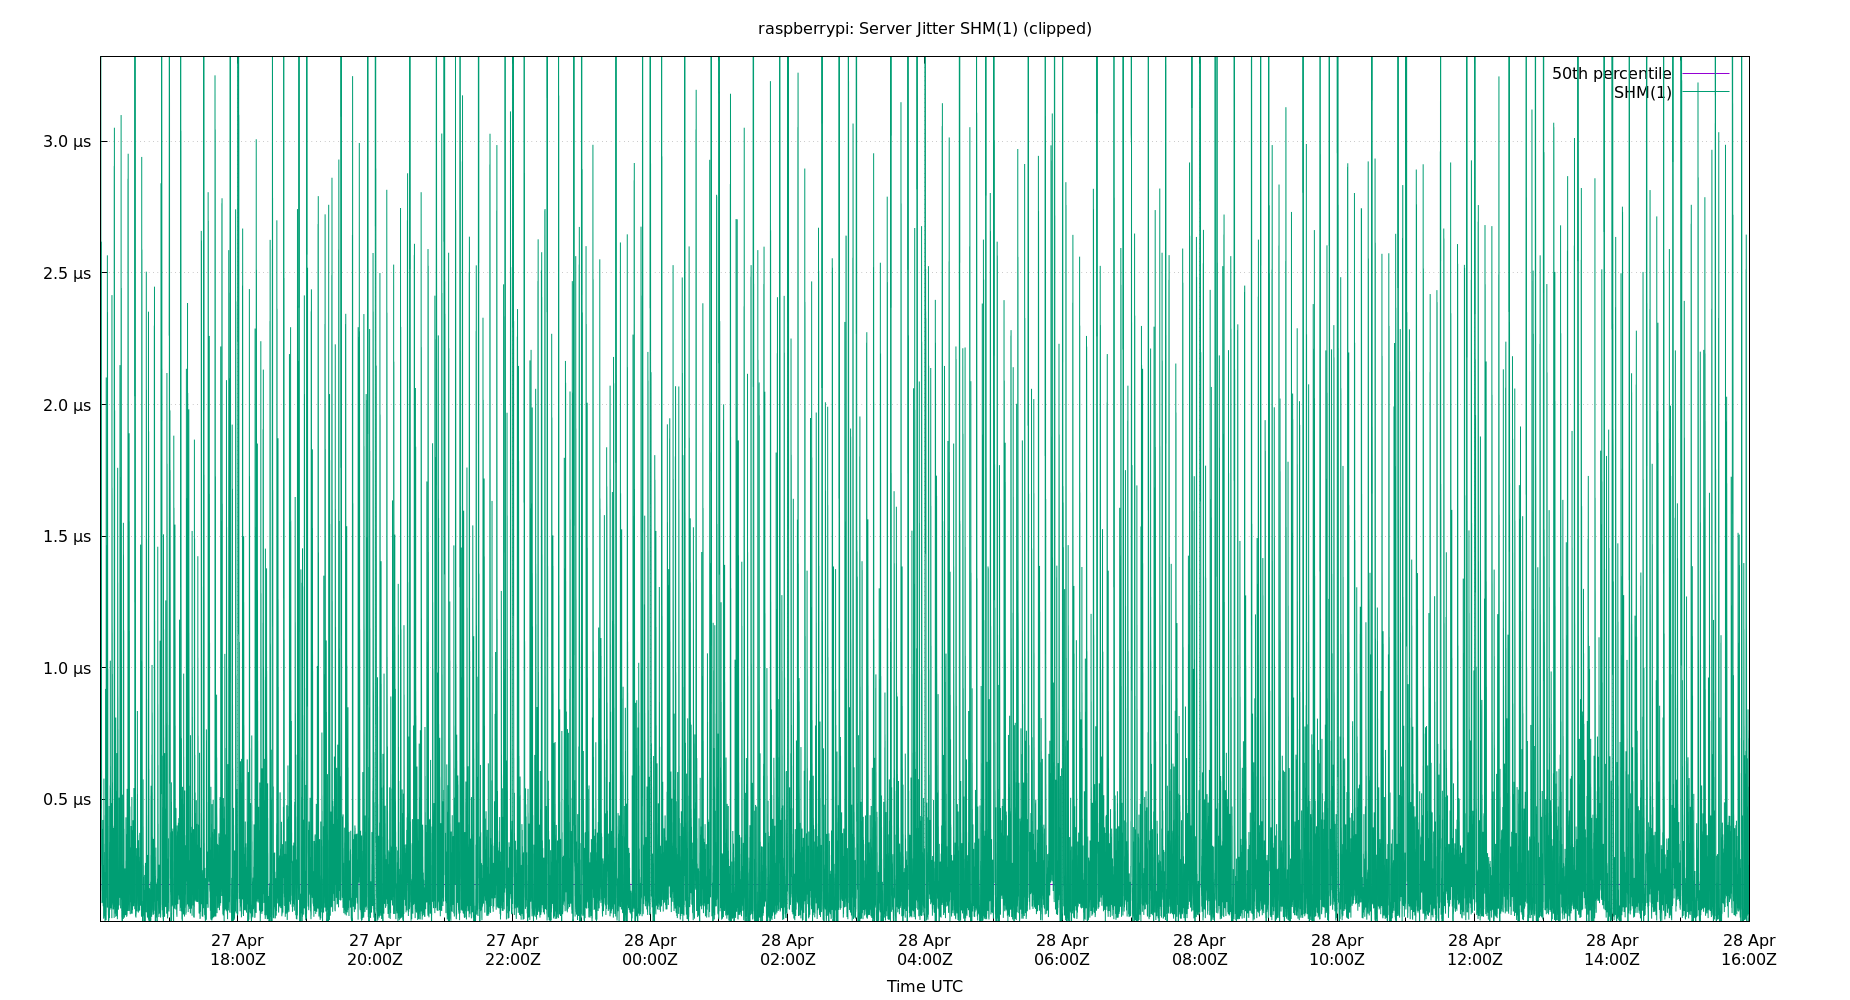 raspberrypi: Server Jitter SHM(1) (clipped)
50th percentile
SHM(1)
3.0 µs
2.5 µs
2.0 µs
1.5 µs
1.0 µs
0.5 µs
27 Apr 27 Apr 27 Apr 28 Apr 28 Apr 28 Apr 28 Apr 28 Apr 28 Apr 28 Apr 28 Apr 28 Apr
18:00Z 20:00Z 22:00Z 00:00Z 02:00Z 04:00Z 06:00Z 08:00Z 10:00Z 12:00Z 14:00Z 16:00Z
Time UTC